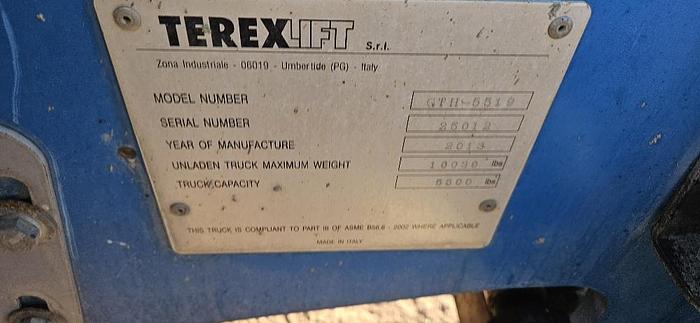 TEREXLIFT S.r.l.
Zona Industriale - 06019 - Umbertide (PG) - Italy
MODEL NUMBER GTH-5519
SERIAL NUMBER 25012
YEAR OF MANUFACTURE 2013
UNLADEN TRUCK MAXIMUM WEIGHT 10030 lbs
TRUCK CAPACITY 5500 lbs
THIS TRUCK IS COMPLIANT TO PART III OF ASME B56.6 - 2002 WHERE APPLICABLE
MADE IN ITALY